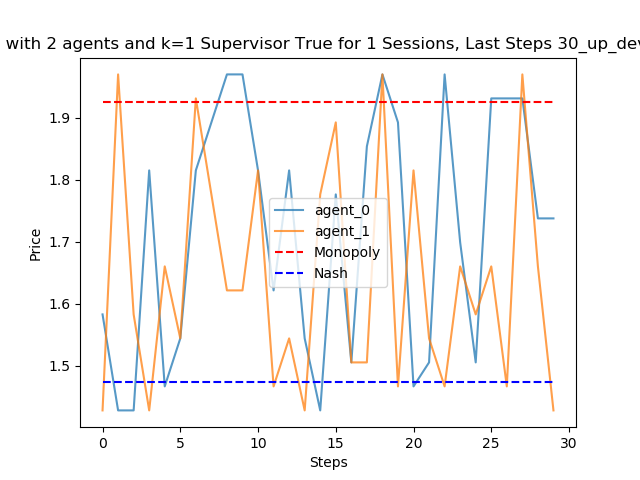 with 2 agents and k=1 Supervisor True for 1 Sessions, Last Steps 30_up_dev
Price
1.9
1.8
1.7
1.6
1.5
agent_0
agent_1
Monopoly
Nash
0 5 10 15 20 25 30
Steps